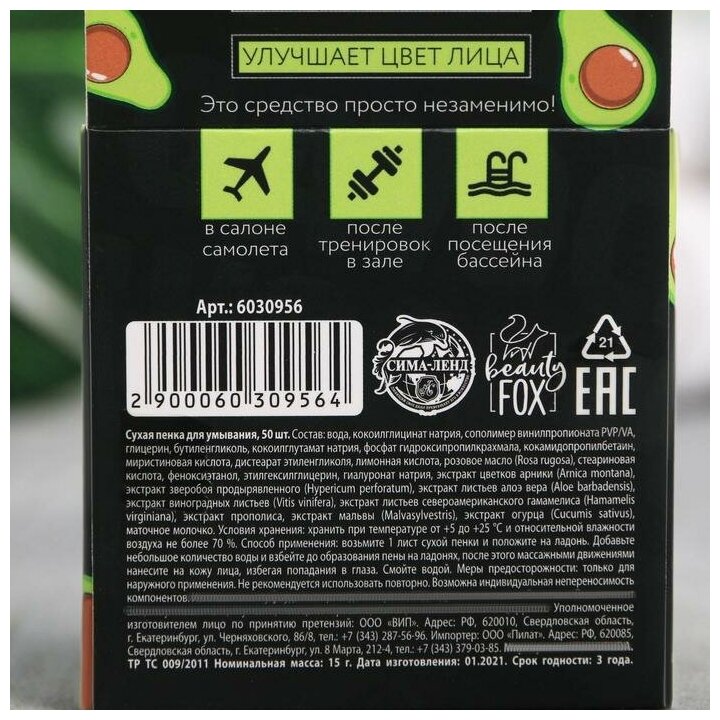 УЛУЧШАЕТ ЦВЕТ ЛИЦА
Это средство просто незаменимо!
в салоне самолета
после тренировок в зале
после посещения бассейна
Арт.: 6030956
2 900060 309564
СИМА-ЛЕНД
beauty FOX
21
EAC
Сухая пенка для умывания, 50 шт. Состав: вода, кокоилглицинат натрия, сополимер винилпропионата PVP/VA,
глицерин, бутиленгликоль, кокоилглутамат натрия, фосфат гидроксипропилкрахмала, кокамидопропилбетаин,
миристиновая кислота, дистеарат этиленгликоля, лимонная кислота, розовое масло (Rosa rugosa), стеариновая
кислота, феноксиэтанол, этилгексилглицерин, гиалуронат натрия, экстракт цветков арники (Arnica montana),
экстракт зверобоя продырявленного (Hypericum perforatum), экстракт листьев алоэ вера (Aloe barbadensis),
экстракт виноградных листьев (Vitis vinifera), экстракт листьев североамериканского гамамелиса (Hamamelis
virginiana), экстракт прополиса, экстракт мальвы (Malvasylvestris), экстракт огурца (Cucumis sativus),
маточное молочко. Условия хранения: хранить при температуре от +5 до +25 °С и относительной влажности
воздуха не более 70 %. Способ применения: возьмите 1 лист сухой пенки и положите на ладонь. Добавьте
небольшое количество воды и взбейте до образования пены на ладонях, после этого массажными движениями
нанесите на кожу лица, избегая попадания в глаза. Смойте водой. Меры предосторожности: только для
наружного применения. Не рекомендуется использовать повторно. Возможна индивидуальная непереносимость
компонентов.
Уполномоченное
изготовителем лицо по принятию претензий: ООО «ВИП». Адрес: РФ, 620010, Свердловская область,
г. Екатеринбург, ул. Черняховского, 86/8, тел.: +7 (343) 287-56-96. Импортер: ООО «Пилат». Адрес: РФ, 620085,
Свердловская область, г. Екатеринбург, ул. 8 Марта, 212-4, тел.: +7 (343) 379-03-85.
ТР ТС 009/2011 Номинальная масса: 15 г. Дата изготовления: 01.2021. Срок годности: 3 года.